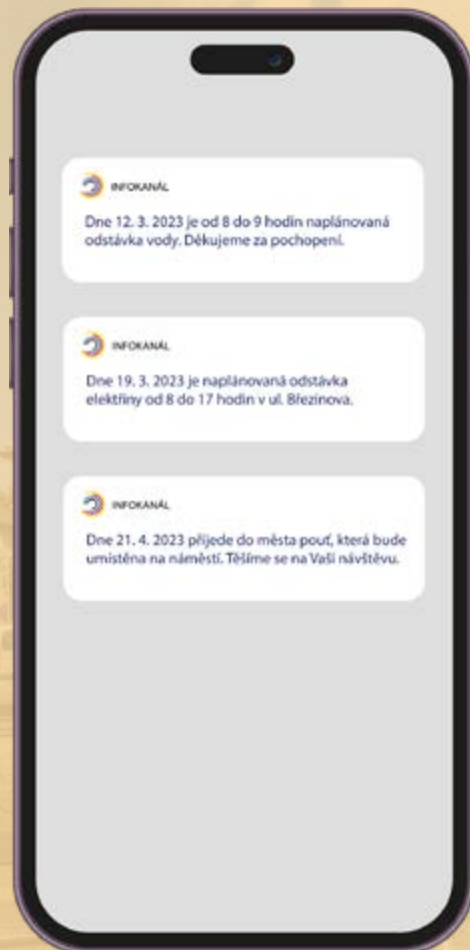 INFOKANÁL
Dne 12. 3. 2023 je od 8 do 9 hodin naplánovaná
odstávka vody. Děkujeme za pochopení.
INFOKANÁL
Dne 19. 3. 2023 je naplánovaná odstávka
elektřiny od 8 do 17 hodin v ul. Březinova.
INFOKANÁL
Dne 21. 4. 2023 přijede do města pouť, která bude
umístěna na náměstí. Těšíme se na Vaši návštěvu.